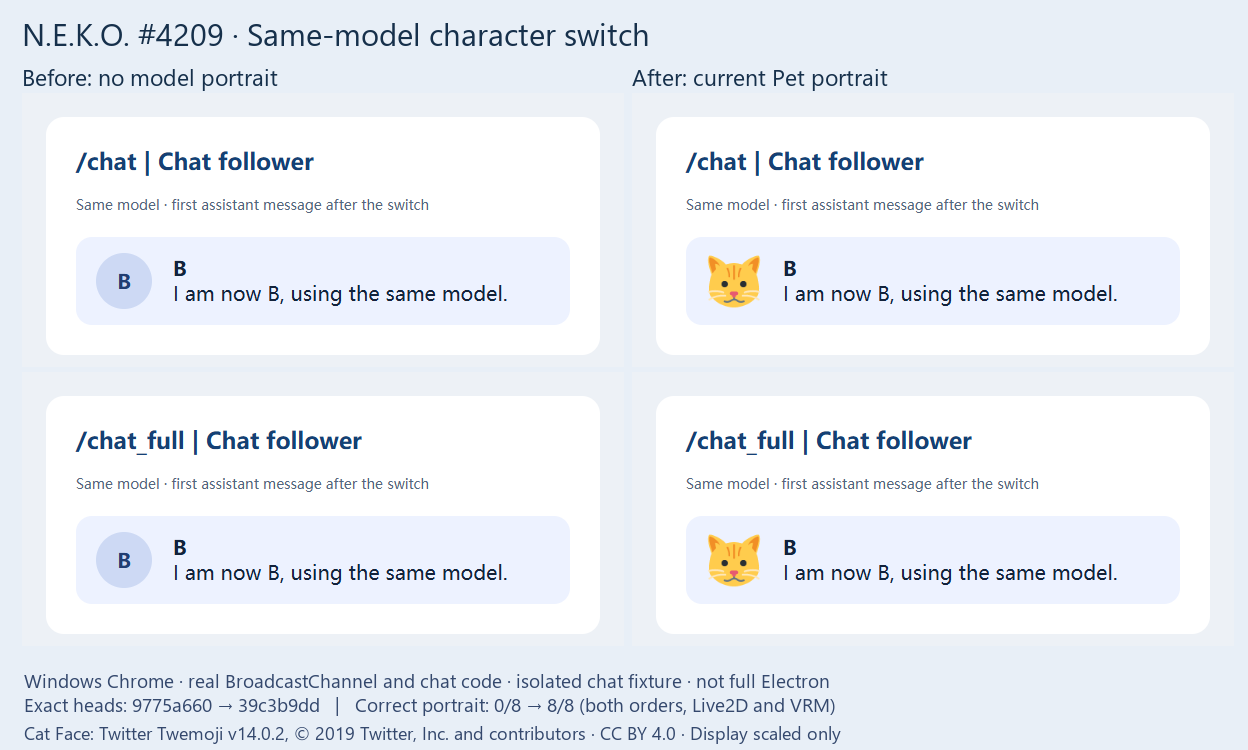 N.E.K.O. #4209 · Same-model character switch
Before: no model portrait
After: current Pet portrait
/chat | Chat follower
Same model · first assistant message after the switch
B
B
I am now B, using the same model.
/chat | Chat follower
Same model · first assistant message after the switch
B
I am now B, using the same model.
/chat_full | Chat follower
Same model · first assistant message after the switch
B
B
I am now B, using the same model.
/chat_full | Chat follower
Same model · first assistant message after the switch
B
I am now B, using the same model.
Windows Chrome · real BroadcastChannel and chat code · isolated chat fixture · not full Electron
Exact heads: 9775a660 → 39c3b9dd | Correct portrait: 0/8 → 8/8 (both orders, Live2D and VRM)
Cat Face: Twitter Twemoji v14.0.2, © 2019 Twitter, Inc. and contributors · CC BY 4.0 · Display scaled only